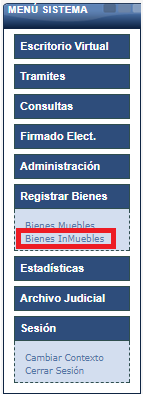 MENÚ SISTEMA
Escritorio Virtual
Tramites
Consultas
Firmado Elect.
Administración
Registrar Bienes
Bienes Muebles
Bienes InMuebles
Estadísticas
Archivo Judicial
Sesión
Cambiar Contexto
Cerrar Sesión